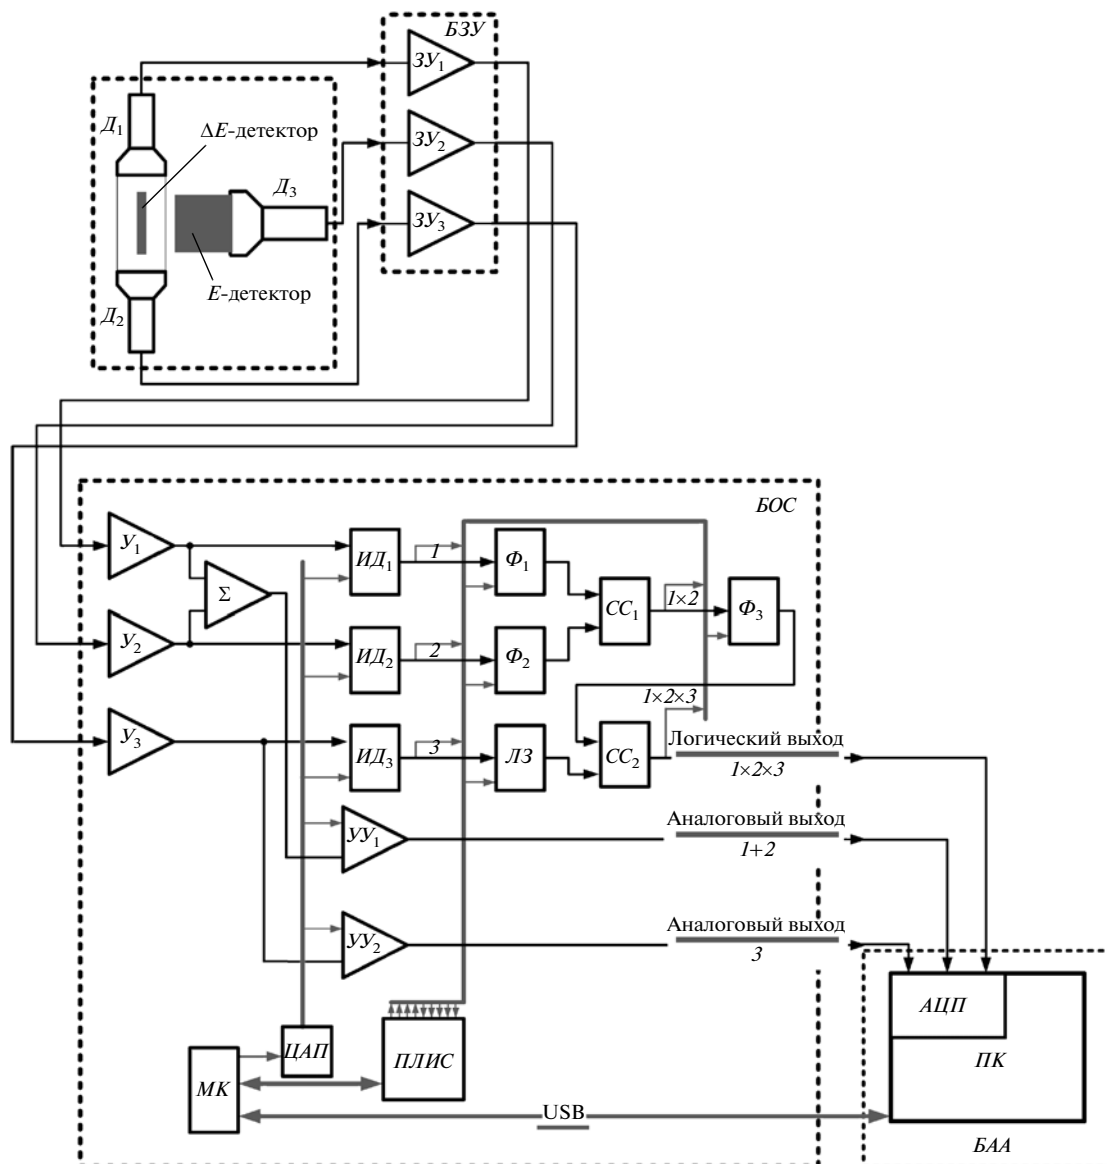 БЗУ
ЗУ1
Д1
ΔE-детектор
ЗУ2
Д3
ЗУ3
E-детектор
Д2
БОС
У1
ИД1
1
Ф1
Σ
СС1
1×2
Ф3
У2
ИД2
2
Ф2
1×2×3
У3
ИД3
3
ЛЗ
СС2
Логический выход
1×2×3
УУ1
Аналоговый выход
1+2
УУ2
Аналоговый выход
3
АЦП
ЦАП
ПЛИС
ПК
МК
USB
БАА